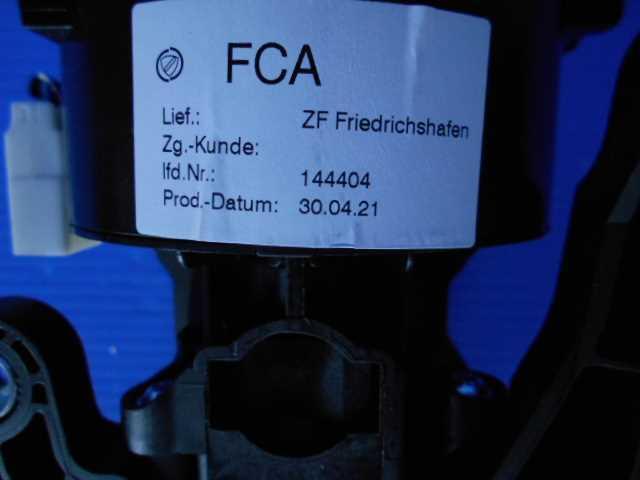 FCA
Lief.: ZF Friedrichshafen
Zg.-Kunde:
lfd.Nr.: 144404
Prod.-Datum: 30.04.21